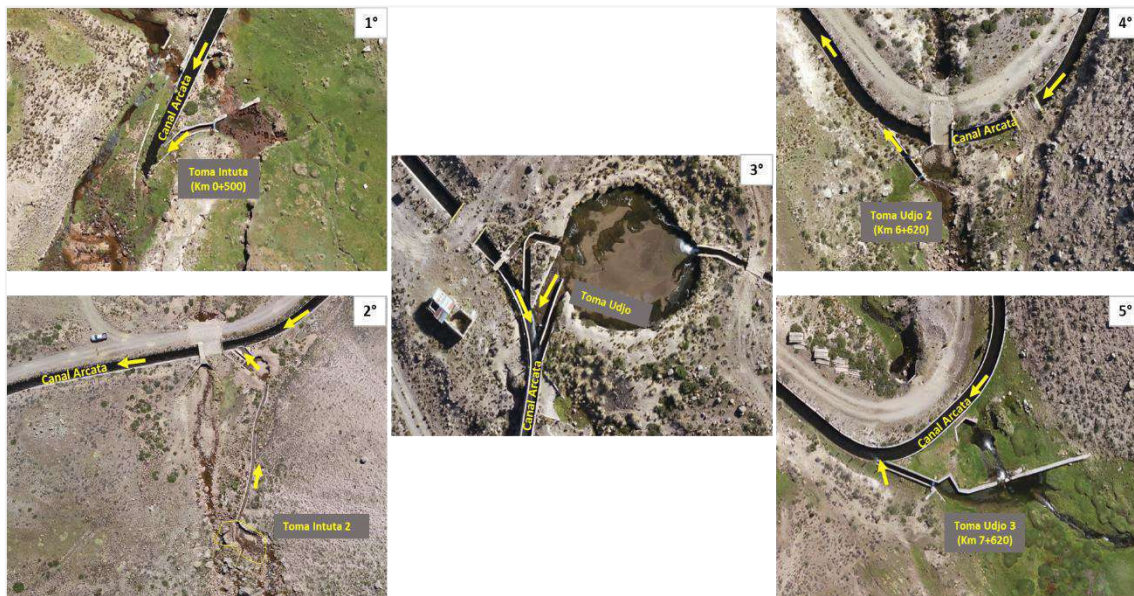 1°
Canal Arcata
Toma Intuta
(Km 0+500)
2°
Canal Arcata
Toma Intuta 2
3°
Toma Udjo
Canal Arcata
4°
Canal Arcata
Toma Udjo 2
(Km 6+620)
5°
Canal Arcata
Toma Udjo 3
(Km 7+620)